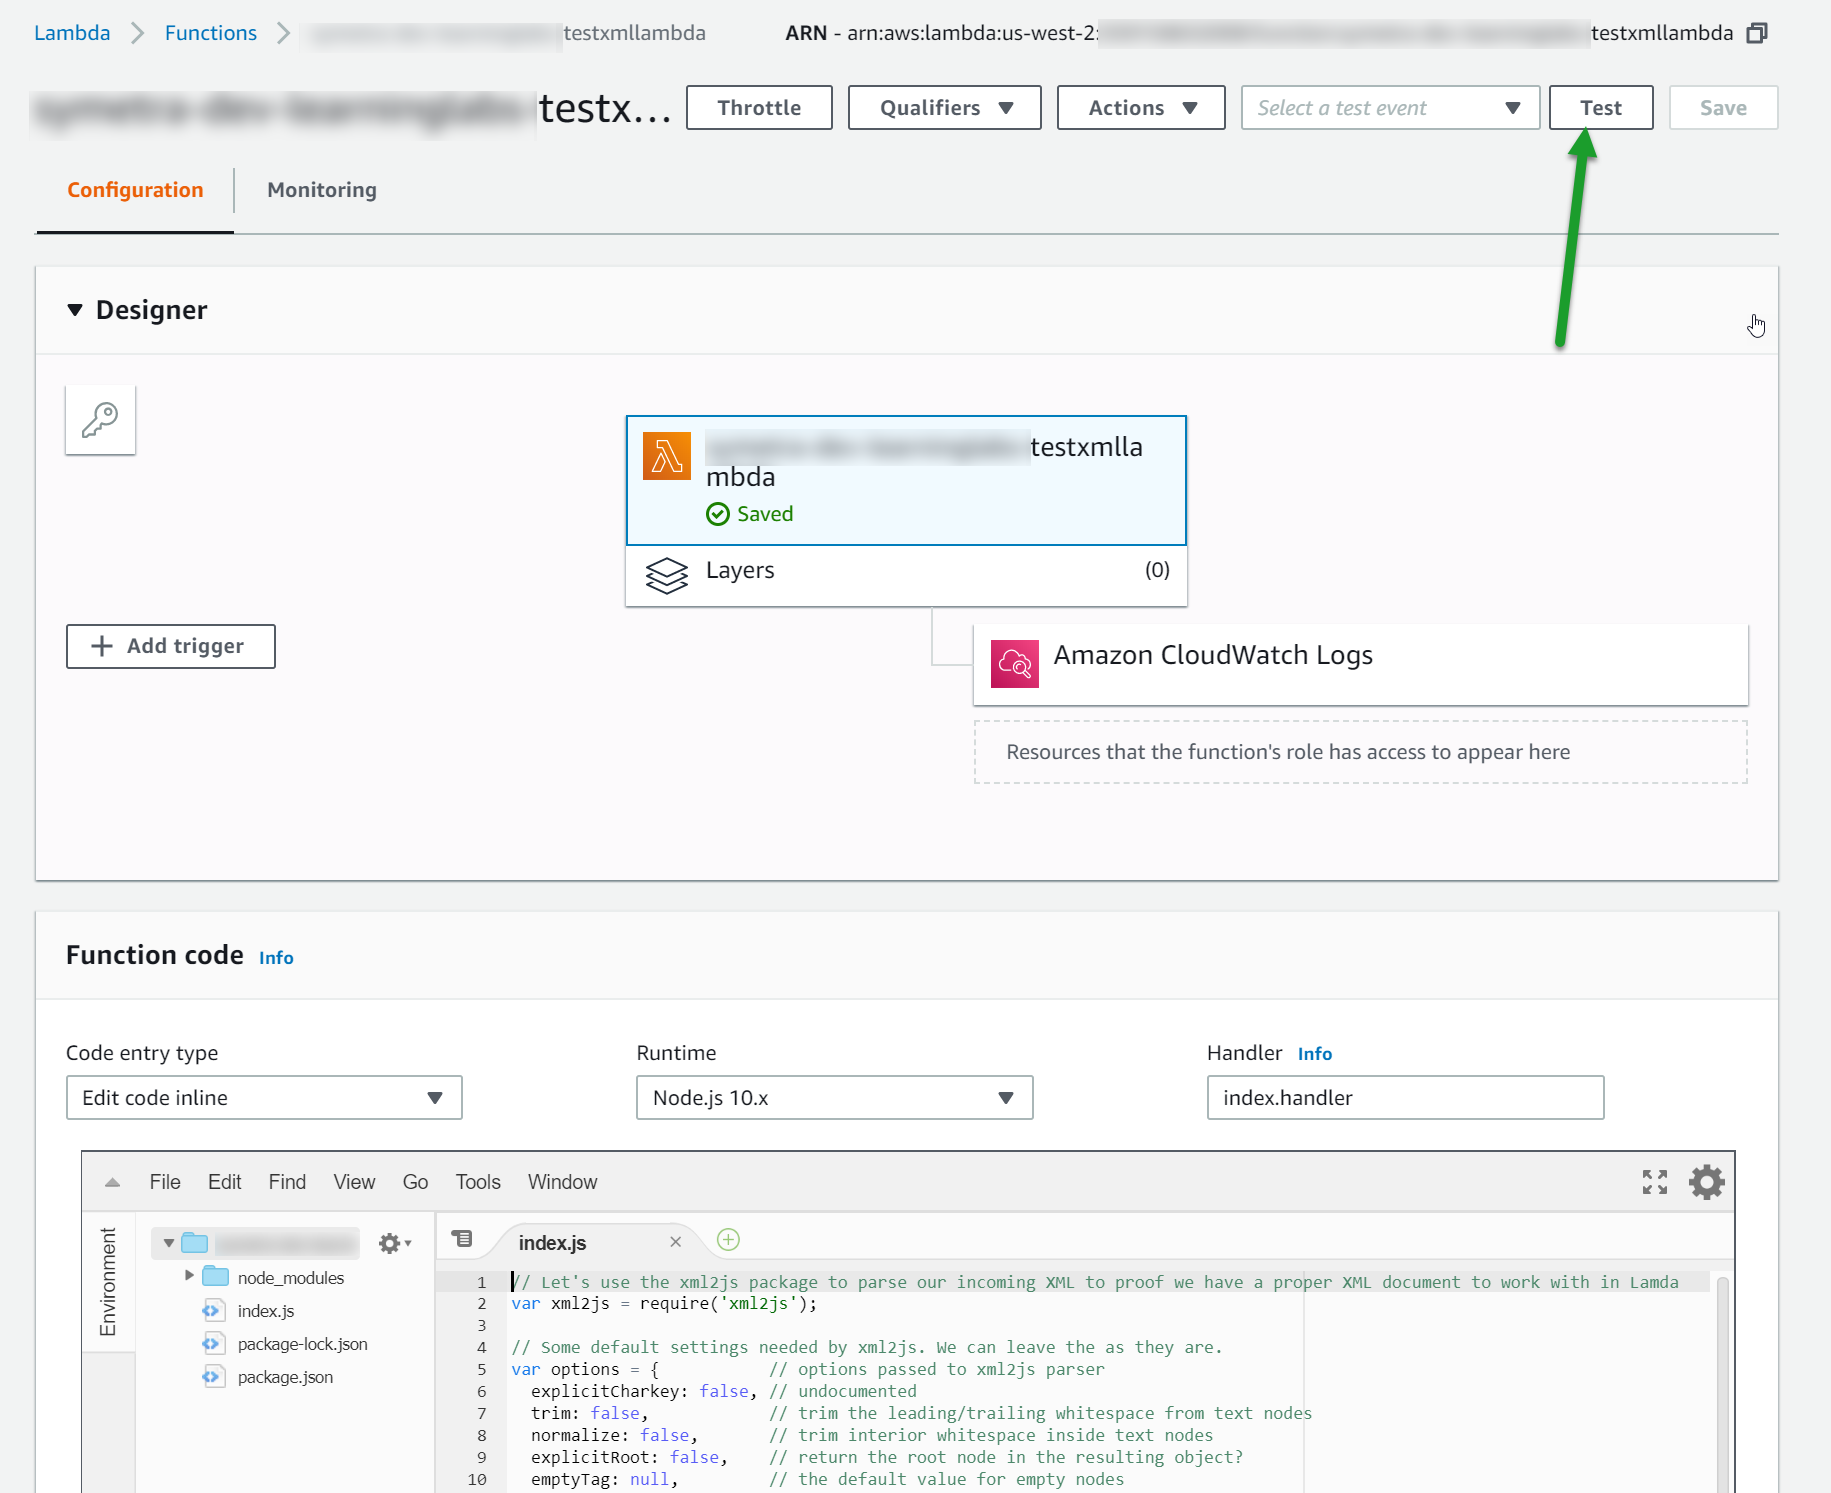 Lambda > Functions > testxmllambda ARN - arn:aws:lambda:us-west-2: testxmllambda
testx... Throttle Qualifiers Actions Select a test event Test Save
Configuration Monitoring
Designer
testxmlla
mbda
Saved
Layers (0)
Add trigger
Amazon CloudWatch Logs
Resources that the function's role has access to appear here
Function code Info
Code entry type Runtime Handler Info
Edit code inline Node.js 10.x index.handler
File Edit Find View Go Tools Window
Environment
node_modules
index.js
package-lock.json
package.json
index.js
1 // Let's use the xml2js package to parse our incoming XML to proof we have a proper XML document to work with in Lamda
2 var xml2js = require('xml2js');
3
4 // Some default settings needed by xml2js. We can leave the as they are.
5 var options = { // options passed to xml2js parser
6 explicitCharkey: false, // undocumented
7 trim: false, // trim the leading/trailing whitespace from text nodes
8 normalize: false, // trim interior whitespace inside text nodes
9 explicitRoot: false, // return the root node in the resulting object?
10 emptyTag: null, // the default value for empty nodes